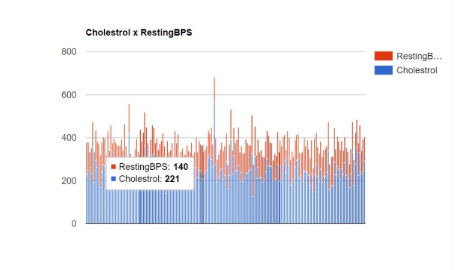 Cholestrol x RestingBPS
800
RestingB...
Cholestrol
600
400
RestingBPS: 140
Cholestrol: 221
200
0